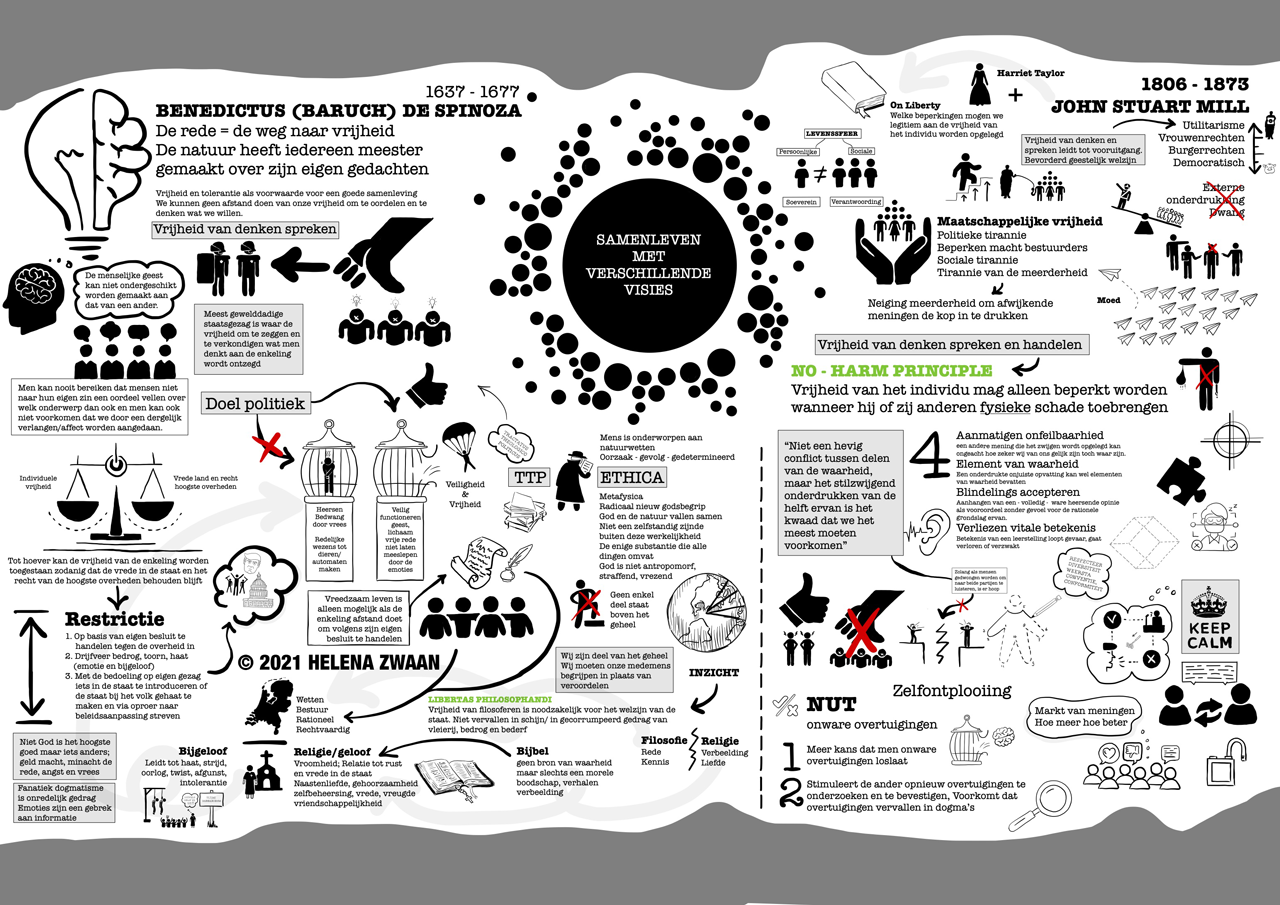 1637 - 1677
BENEDICTUS (BARUCH) DE SPINOZA
De rede = de weg naar vrijheid
De natuur heeft iedereen meester
gemaakt over zijn eigen gedachten
Vrijheid en tolerantie als voorwaarde voor een goede samenleving
We kunnen geen afstand doen van onze vrijheid om te oordelen en te
denken wat we willen.
Vrijheid van denken spreken
De menselijke geest
kan niet ondergeschikt
worden gemaakt aan
dat van een ander.
Meest gewelddadige
staatsgezag is waar de
vrijheid om te zeggen en
te verkondigen wat men
denkt aan de enkeling
wordt ontzegd
Men kan nooit bereiken dat mensen niet
naar hun eigen zin een oordeel vellen over
welk onderwerp dan ook en men kan ook
niet voorkomen dat we door een dergelijk
verlangen/affect worden aangedaan.
Doel politiek
Individuele
vrijheid
Vrede land en recht
hoogste overheden
Heersen
Bedwang
door vrees
Redelijke
wezens tot
dieren/
automaten
maken
Veilig
functioneren
geest,
lichaam
vrije rede
niet laten
meeslepen
door de
emoties
Veiligheid
&
Vrijheid
TRACTATUS
THEOLOGICO
POLITICUS
TTP
Tot hoever kan de vrijheid van de enkeling worden
toegestaan zodanig dat de vrede in de staat en het
recht van de hoogste overheden behouden blijft
Restrictie
1. Op basis van eigen besluit te
handelen tegen de overheid in
2. Drijfveer bedrog, toorn, haat
(emotie en bijgeloof)
3. Met de bedoeling op eigen gezag
iets in de staat te introduceren of
de staat bij het volk gehaat te
maken en via oproer naar
beleidsaanpassing streven
Vreedzaam leven is
alleen mogelijk als de
enkeling afstand doet
om volgens zijn eigen
besluit te handelen
© 2021 HELENA ZWAAN
Wetten
Bestuur
Rationeel
Rechtvaardig
LIBERTAS PHILOSOPHANDI
Vrijheid van filosoferen is noodzakelijk voor het welzijn van de
staat. Niet vervallen in schijn/ in gecorrumpeerd gedrag van
vleierij, bedrog en bederf
Niet God is het hoogste
goed maar iets anders;
geld macht, minacht de
rede, angst en vrees
Fanatiek dogmatisme
is onredelijk gedrag
Emoties zijn een gebrek
aan informatie
Bijgeloof
Leidt tot haat, strijd,
oorlog, twist, afgunst,
intolerantie
Religie/geloof
Vroomheid; Relatie tot rust
en vrede in de staat
Naastenliefde, gehoorzaamheid
zelfbeheersing, vrede, vreugde
vriendschappelijkheid
Bijbel
geen bron van waarheid
maar slechts een morele
boodschap, verhalen
verbeelding
SAMENLEVEN
MET
VERSCHILLENDE
VISIES
Mens is onderworpen aan
natuurwetten
Oorzaak - gevolg - gedetermineerd
ETHICA
Metafysica
Radicaal nieuw godsbegrip
God en de natuur vallen samen
Niet een zelfstandig zijnde
buiten deze werkelijkheid
De enige substantie die alle
dingen omvat
God is niet antropomorf,
straffend, vrezend
Geen enkel
deel staat
boven het
geheel
Wij zijn deel van het geheel
Wij moeten onze medemens
begrijpen in plaats van
veroordelen
INZICHT
Filosofie
Rede
Kennis
Religie
Verbeelding
Liefde
Harriet Taylor
+
1806 - 1873
JOHN STUART MILL
Utilitarisme
Vrouwenrechten
Burgerrechten
Democratisch
On Liberty
Welke beperkingen mogen we
legitiem aan de vrijheid van
het individu worden opgelegd
LEVENSSFEER
Persoonlijke
Sociale
≠
Soeverein
Verantwoording
Vrijheid van denken en
spreken leidt tot vooruitgang.
Bevorderd geestelijk welzijn
Externe
onderdrukking
Dwang
Maatschappelijke vrijheid
Politieke tirannie
Beperken macht bestuurders
Sociale tirannie
Tirannie van de meerderheid
Moed
Neiging meerderheid om afwijkende
meningen de kop in te drukken
Vrijheid van denken spreken en handelen
NO - HARM PRINCIPLE
Vrijheid van het individu mag alleen beperkt worden
wanneer hij of zij anderen fysieke schade toebrengen
“Niet een hevig
conflict tussen delen
van de waarheid,
maar het stilzwijgend
onderdrukken van de
helft ervan is het
kwaad dat we het
meest moeten
voorkomen”
4
Aanmatigen onfeilbaarhied
een andere mening die het zwijgen wordt opgelegd kan
ongeacht hoe zeker wij van ons gelijk zijn toch waar zijn.
Element van waarheid
Een onderdrukte onjuiste opvatting kan wel elementen
van waarheid bevatten
Blindelings accepteren
Aanhangen van een - volledig - ware heersende opinie
als vooroordeel zonder gevoel voor de rationele
grondslag ervan.
Verliezen vitale betekenis
Betekenis van een leerstelling loopt gevaar, gaat
verloren of verzwakt
Zolang als mensen
gedwongen worden om
naar beide partijen te
luisteren, is er hoop
RESPECTEER
DIVERSITEIT
WEERSTA
CONVENTIE,
CONFORMITEIT
KEEP
CALM
NUT
onware overtuigingen
Zelfontplooiing
1
Meer kans dat men onware
overtuigingen loslaat
2
Stimuleert de ander opnieuw overtuigingen te
onderzoeken en te bevestigen, Voorkomt dat
overtuigingen vervallen in dogma's
Markt van meningen
Hoe meer hoe beter